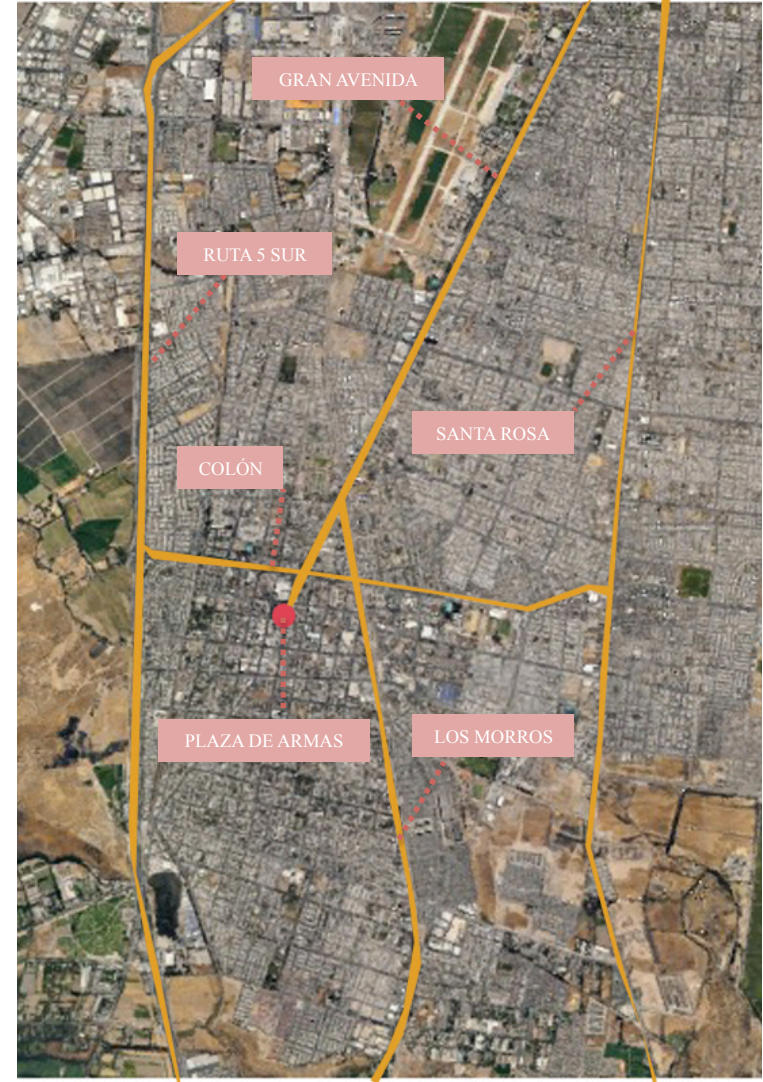 GRAN AVENIDA
RUTA 5 SUR
SANTA ROSA
COLÓN
PLAZA DE ARMAS
LOS MORROS